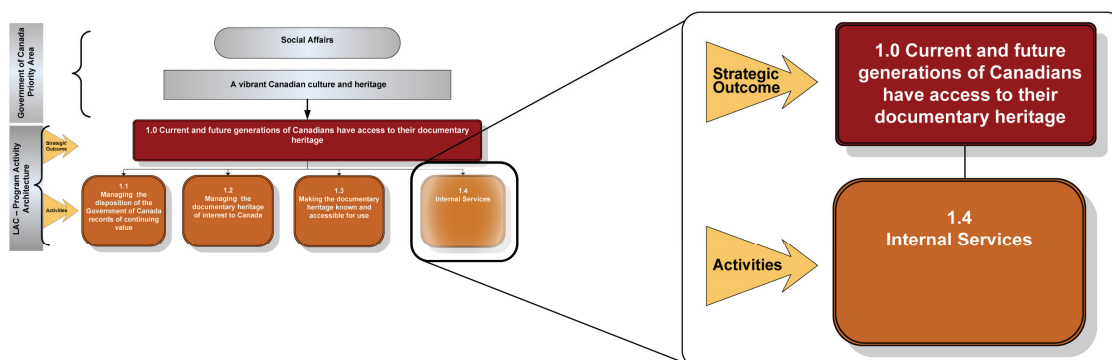 Government of Canada
Priority Area
Social Affairs
A vibrant Canadian culture and heritage
LAC – Program Activity
Architecture
Strategic
Outcome
1.0 Current and future generations of Canadians have access to their documentary
heritage
Activities
1.1
Managing the
disposition of the
Government of Canada
records of continuing
value
1.2
Managing the
documentary heritage
of interest to Canada
1.3
Making the documentary
heritage known and
accessible for use
1.4
Internal Services
Strategic
Outcome
1.0 Current and future
generations of Canadians
have access to their
documentary heritage
Activities
1.4
Internal Services